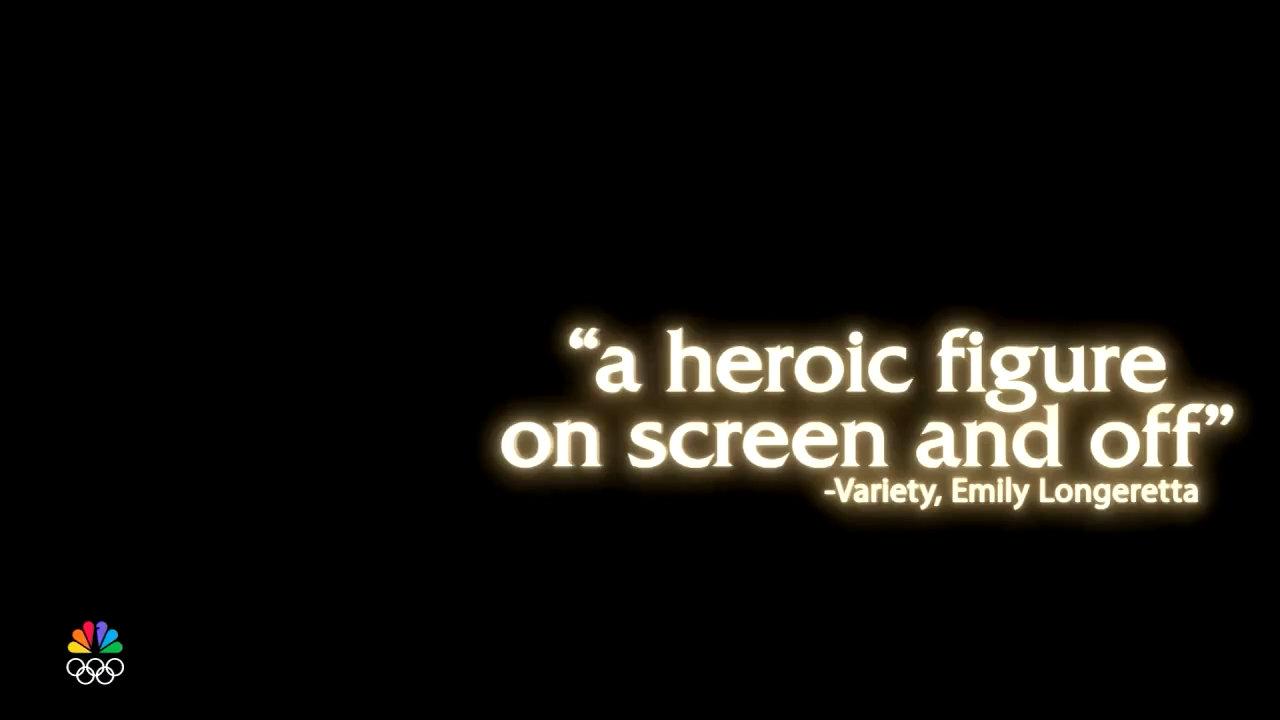 “a heroic figure
on screen and off”
-Variety, Emily Longeretta